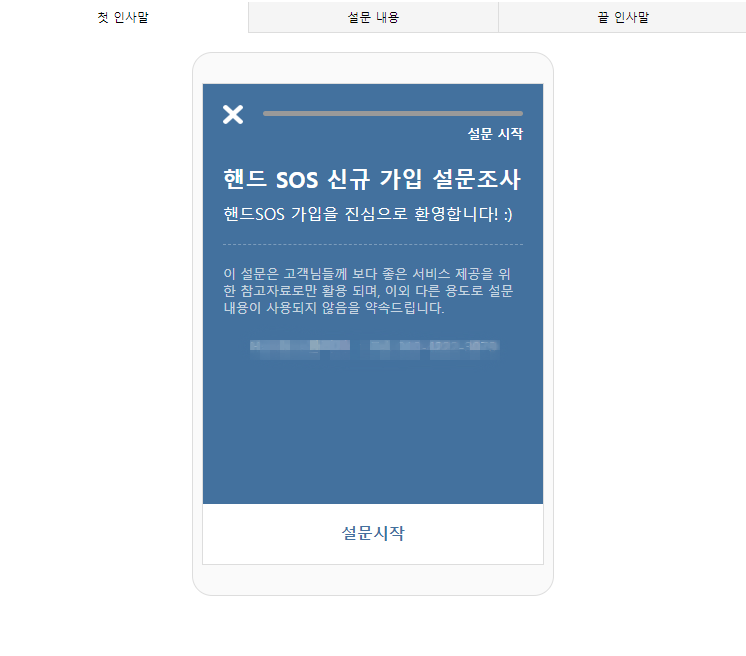 첫 인사말
설문 내용
끝 인사말
설문 시작
핸드 SOS 신규 가입 설문조사
핸드SOS 가입을 진심으로 환영합니다! :)
이 설문은 고객님들께 보다 좋은 서비스 제공을 위
한 참고자료로만 활용 되며, 이외 다른 용도로 설문
내용이 사용되지 않음을 약속드립니다.
설문시작